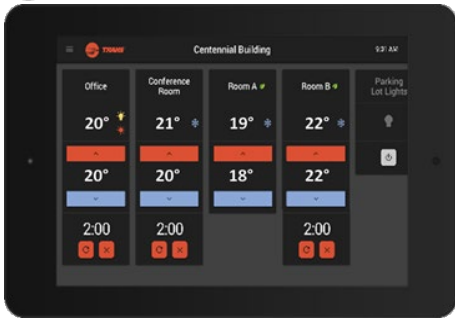 TRANE
Centennial Building
9:31 AM
Office
Conference
Room
Room A
Room B
Parking
Lot Lights
20°
21°
19°
22°
20°
20°
18°
22°
2:00
2:00
2:00